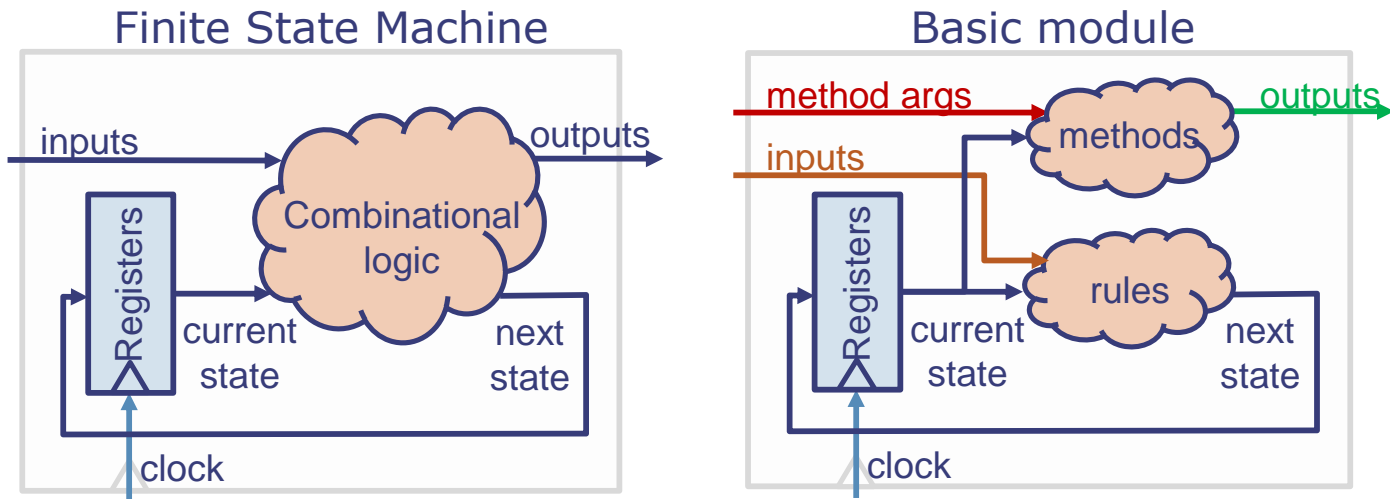 Finite State Machine
inputs
outputs
Combinational
logic
Registers
current
state
next
state
clock
Basic module
method args
outputs
methods
inputs
Registers
rules
current
state
next
state
clock